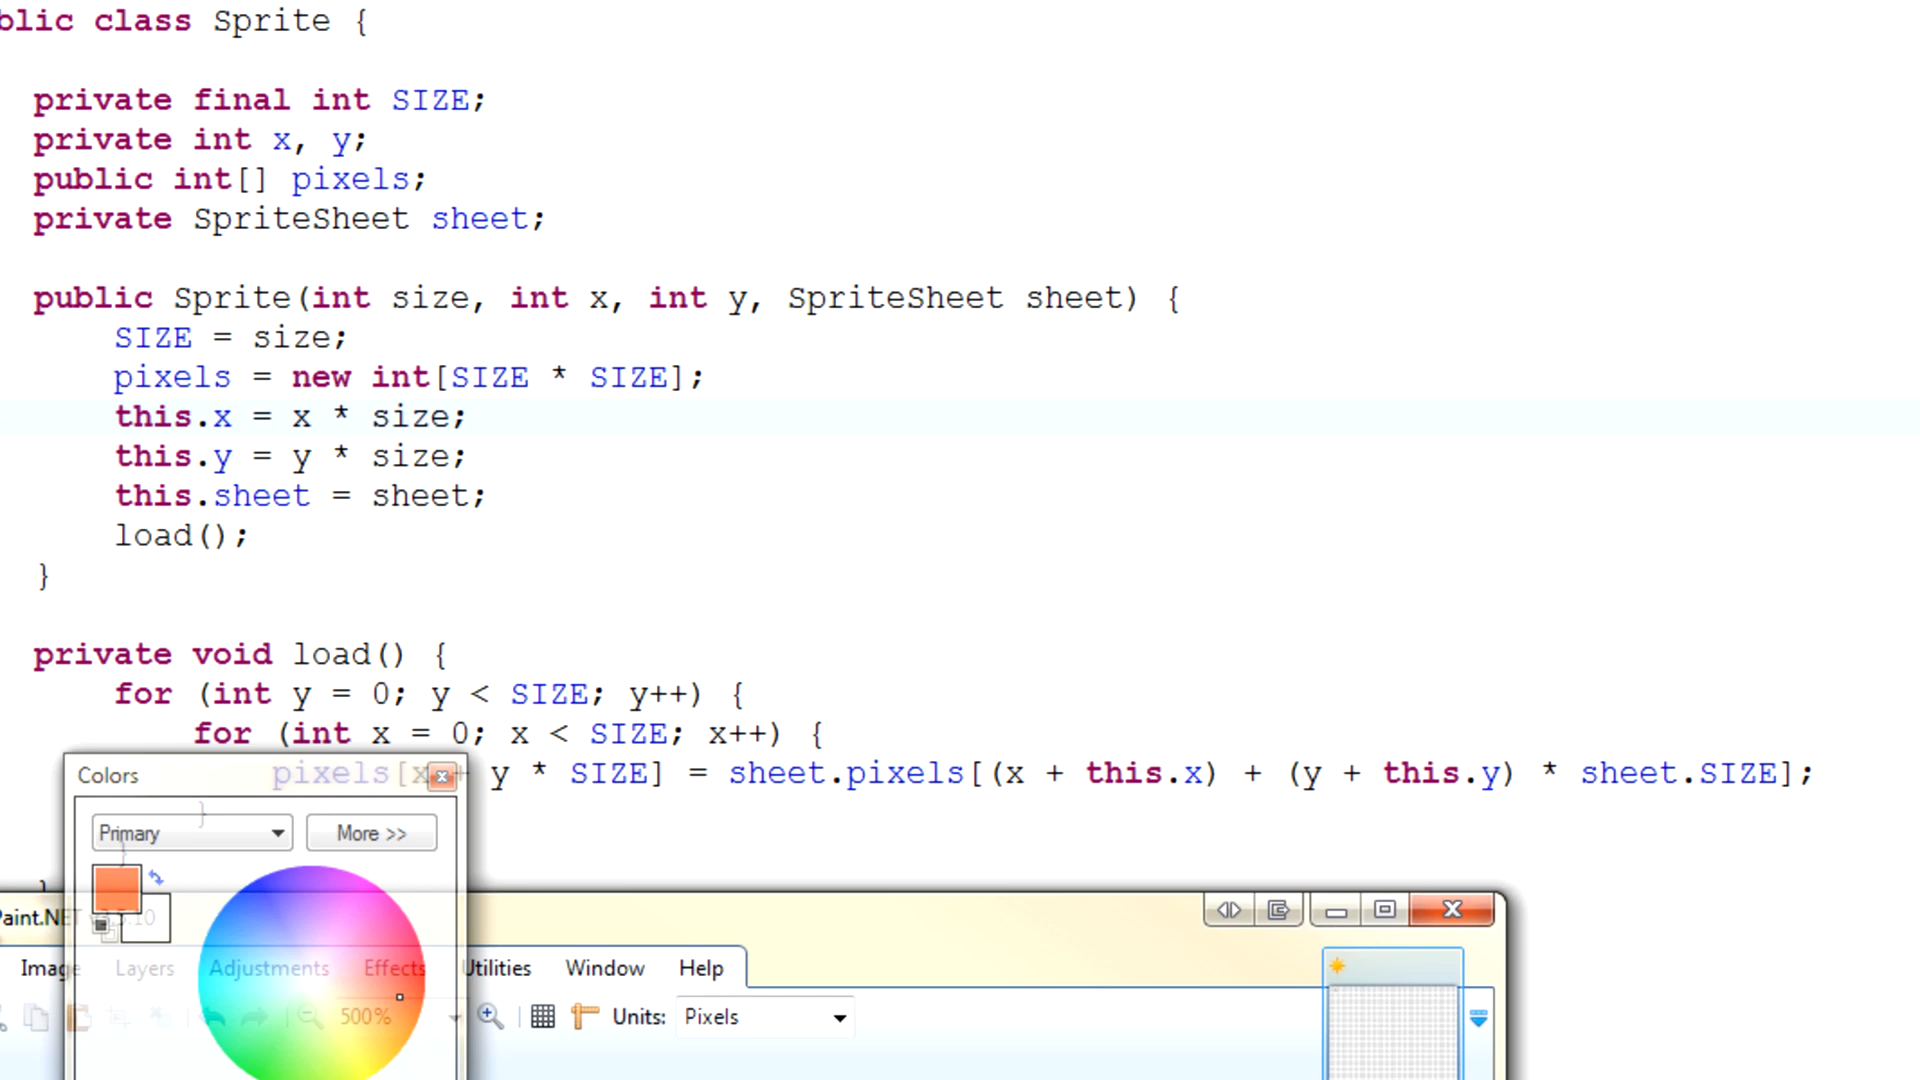 blic class Sprite {
private final int SIZE;
private int x, y;
public int[] pixels;
private SpriteSheet sheet;
public Sprite(int size, int x, int y, SpriteSheet sheet) {
SIZE = size;
pixels = new int[SIZE * SIZE];
this.x = x * size;
this.y = y * size;
this.sheet = sheet;
load();
}
private void load() {
for (int y = 0; y < SIZE; y++) {
for (int x = 0; x < SIZE; x++) {
pixels[x + y * SIZE] = sheet.pixels[(x + this.x) + (y + this.y) * sheet.SIZE];
}
}
}
Colors
Primary
More >>
Paint.NET
Image Layers Adjustments Effects Utilities Window Help
500% Units: Pixels